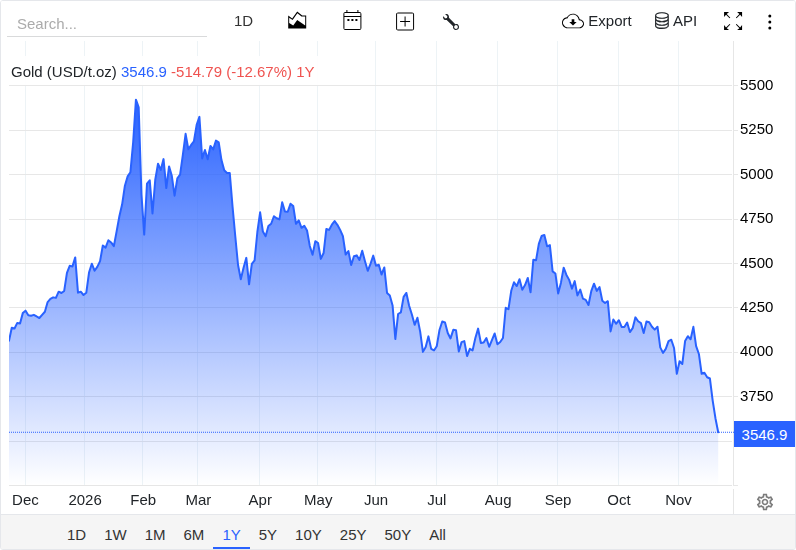 Search... 1D Export API
Gold (USD/t.oz) 3546.9 -514.79 (-12.67%) 1Y
5500
5250
5000
4750
4500
4250
4000
3750
3546.9
Dec 2026 Feb Mar Apr May Jun Jul Aug Sep Oct Nov
1D 1W 1M 6M 1Y 5Y 10Y 25Y 50Y All